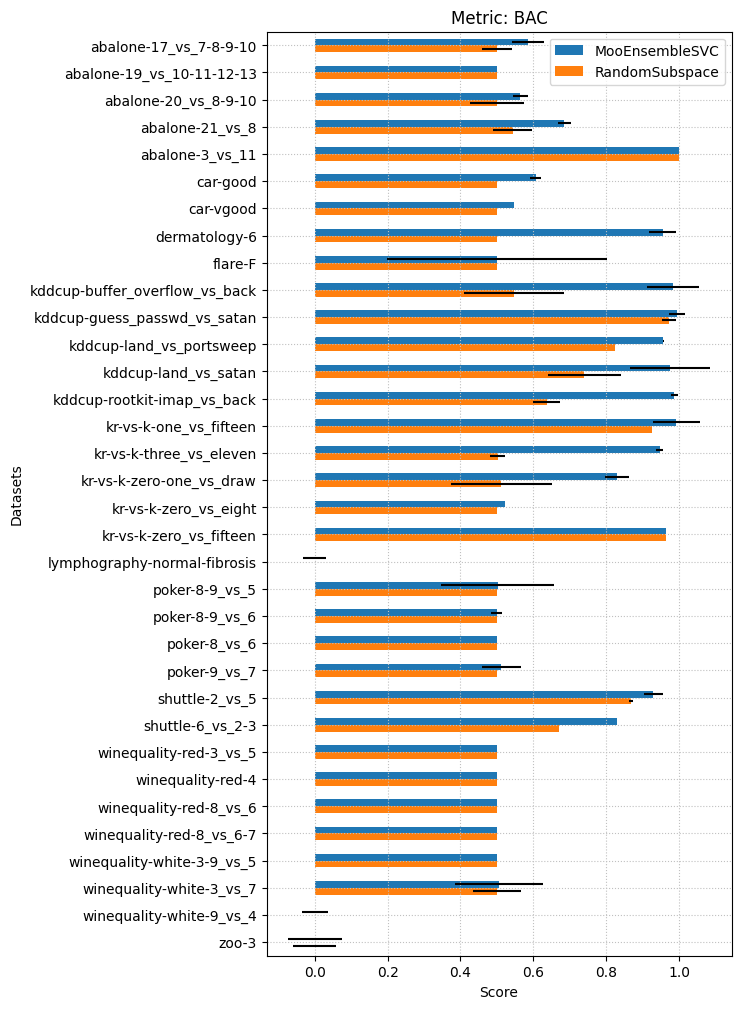 Metric: BAC
MooEnsembleSVC
RandomSubspace
abalone-17_vs_7-8-9-10
abalone-19_vs_10-11-12-13
abalone-20_vs_8-9-10
abalone-21_vs_8
abalone-3_vs_11
car-good
car-vgood
dermatology-6
flare-F
kddcup-buffer_overflow_vs_back
kddcup-guess_passwd_vs_satan
kddcup-land_vs_portsweep
kddcup-land_vs_satan
kddcup-rootkit-imap_vs_back
kr-vs-k-one_vs_fifteen
kr-vs-k-three_vs_eleven
kr-vs-k-zero-one_vs_draw
kr-vs-k-zero_vs_eight
kr-vs-k-zero_vs_fifteen
lymphography-normal-fibrosis
poker-8-9_vs_5
poker-8-9_vs_6
poker-8_vs_6
poker-9_vs_7
shuttle-2_vs_5
shuttle-6_vs_2-3
winequality-red-3_vs_5
winequality-red-4
winequality-red-8_vs_6
winequality-red-8_vs_6-7
winequality-white-3-9_vs_5
winequality-white-3_vs_7
winequality-white-9_vs_4
zoo-3
Datasets
0.0 0.2 0.4 0.6 0.8 1.0
Score